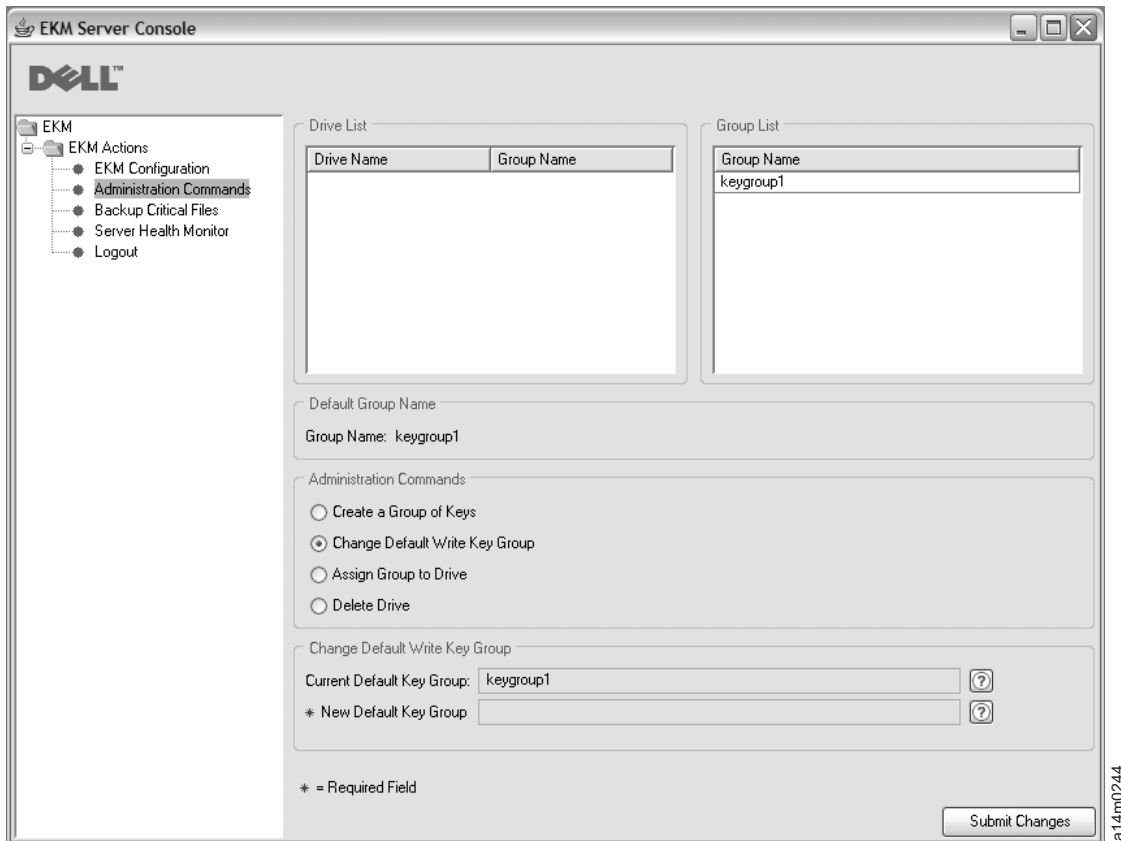 EKM Server Console
DELL™
EKM
EKM Actions
EKM Configuration
Administration Commands
Backup Critical Files
Server Health Monitor
Logout
Drive List
Drive Name Group Name
Group List
Group Name
keygroup1
Default Group Name
Group Name: keygroup1
Administration Commands
Create a Group of Keys
Change Default Write Key Group
Assign Group to Drive
Delete Drive
Change Default Write Key Group
Current Default Key Group: keygroup1 ?
* New Default Key Group ?
* = Required Field
Submit Changes
a14m0244